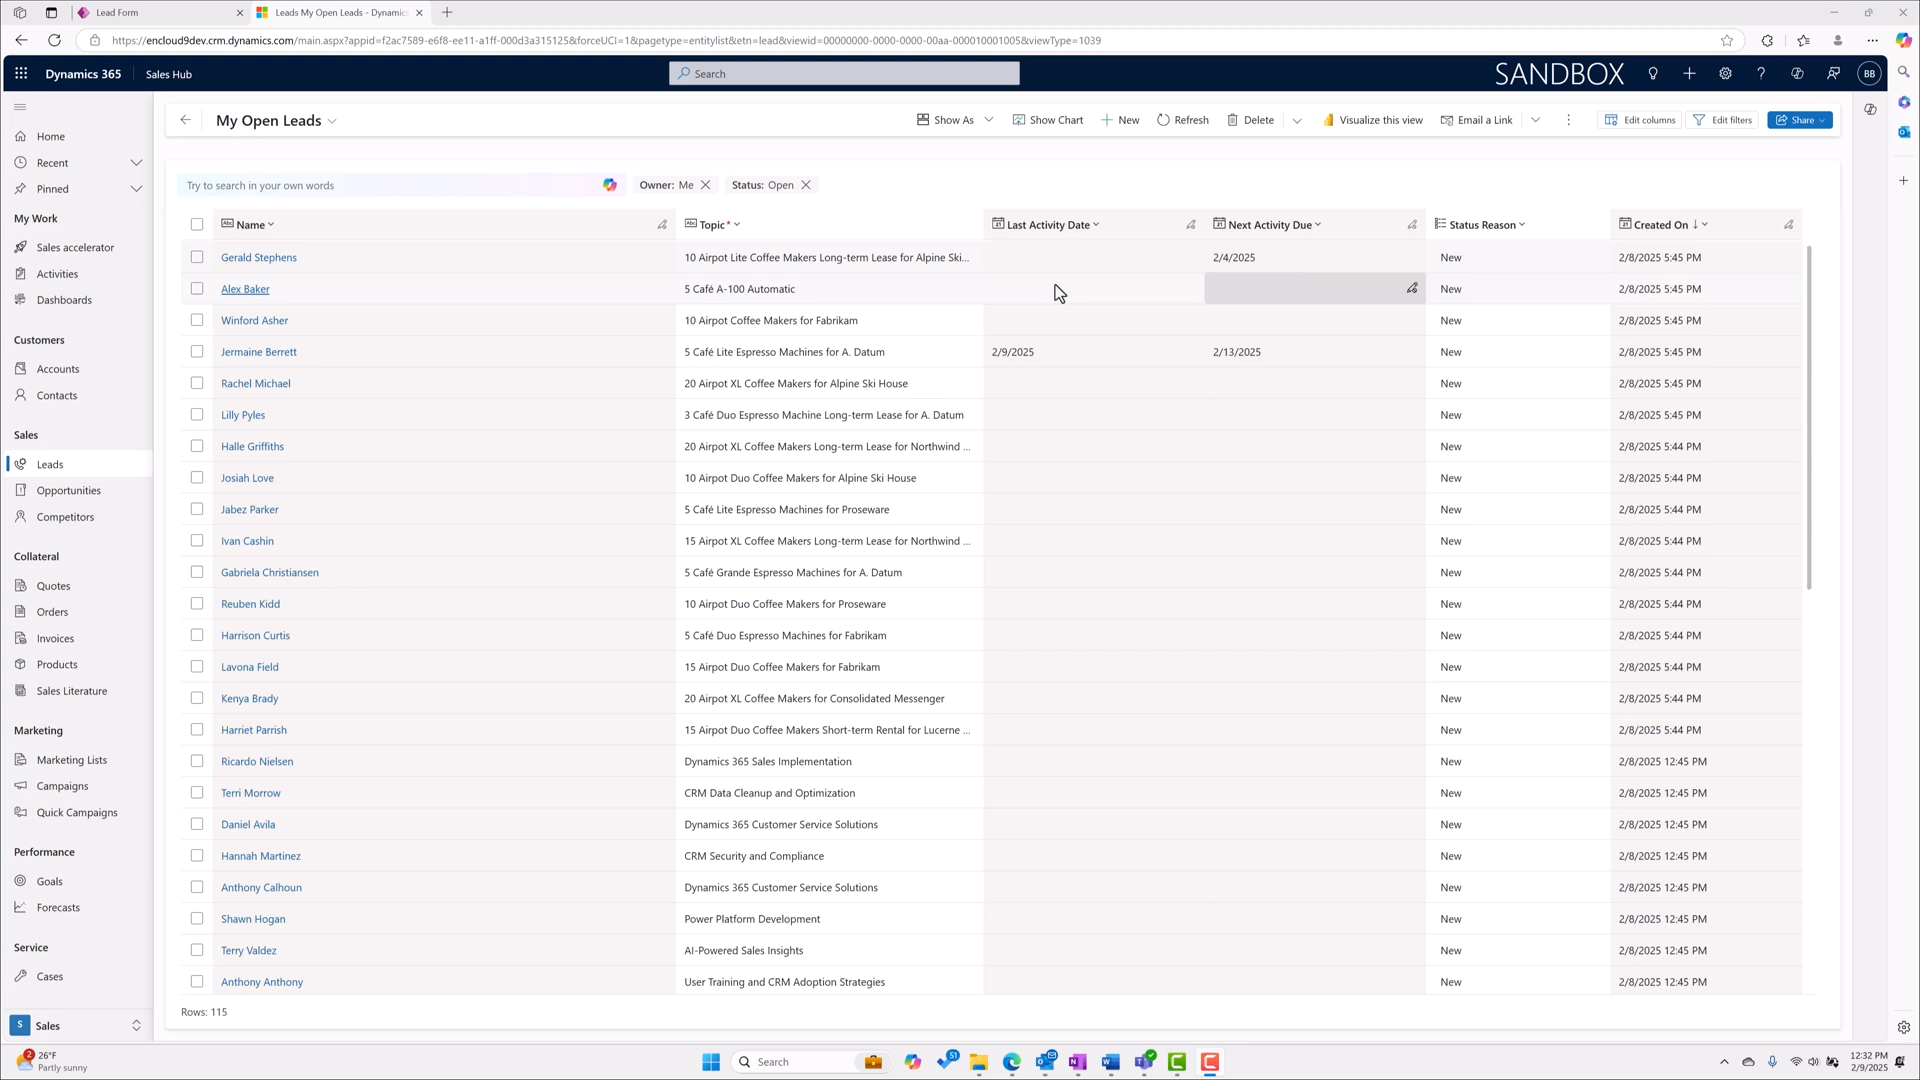 Lead Form
Leads My Open Leads - Dynamics
https://encloud9dev.crm.dynamics.com/main.aspx?appid=f2ac7589-e6f8-ee11-a1ff-000d3a315125&forceUCI=1&pagetype=entitylist&etn=lead&viewid=00000000-0000-0000-00aa-000010001005&viewType=1039
Dynamics 365 Sales Hub Search SANDBOX BB
My Open Leads Show As Show Chart New Refresh Delete Visualize this view Email a Link Edit columns Edit filters Share
Home
Recent
Pinned
My Work
Sales accelerator
Activities
Dashboards
Customers
Accounts
Contacts
Sales
Leads
Opportunities
Competitors
Collateral
Quotes
Orders
Invoices
Products
Sales Literature
Marketing
Marketing Lists
Campaigns
Quick Campaigns
Performance
Goals
Forecasts
Service
Cases
S Sales
Try to search in your own words Owner: Me Status: Open
Abc Name Abc Topic* Last Activity Date Next Activity Due Status Reason Created On
Gerald Stephens 10 Airpot Lite Coffee Makers Long-term Lease for Alpine Ski... 2/4/2025 New 2/8/2025 5:45 PM
Alex Baker 5 Café A-100 Automatic New 2/8/2025 5:45 PM
Winford Asher 10 Airpot Coffee Makers for Fabrikam New 2/8/2025 5:45 PM
Jermaine Berrett 5 Café Lite Espresso Machines for A. Datum 2/9/2025 2/13/2025 New 2/8/2025 5:45 PM
Rachel Michael 20 Airpot XL Coffee Makers for Alpine Ski House New 2/8/2025 5:45 PM
Lilly Pyles 3 Café Duo Espresso Machine Long-term Lease for A. Datum New 2/8/2025 5:45 PM
Halle Griffiths 20 Airpot XL Coffee Makers Long-term Lease for Northwind ... New 2/8/2025 5:44 PM
Josiah Love 10 Airpot Duo Coffee Makers for Alpine Ski House New 2/8/2025 5:44 PM
Jabez Parker 5 Café Lite Espresso Machines for Proseware New 2/8/2025 5:44 PM
Ivan Cashin 15 Airpot XL Coffee Makers Long-term Lease for Northwind ... New 2/8/2025 5:44 PM
Gabriela Christiansen 5 Café Grande Espresso Machines for A. Datum New 2/8/2025 5:44 PM
Reuben Kidd 10 Airpot Duo Coffee Makers for Proseware New 2/8/2025 5:44 PM
Harrison Curtis 5 Café Duo Espresso Machines for Fabrikam New 2/8/2025 5:44 PM
Lavona Field 15 Airpot Duo Coffee Makers for Fabrikam New 2/8/2025 5:44 PM
Kenya Brady 20 Airpot XL Coffee Makers for Consolidated Messenger New 2/8/2025 5:44 PM
Harriet Parrish 15 Airpot Duo Coffee Makers Short-term Rental for Lucerne ... New 2/8/2025 5:44 PM
Ricardo Nielsen Dynamics 365 Sales Implementation New 2/8/2025 12:45 PM
Terri Morrow CRM Data Cleanup and Optimization New 2/8/2025 12:45 PM
Daniel Avila Dynamics 365 Customer Service Solutions New 2/8/2025 12:45 PM
Hannah Martinez CRM Security and Compliance New 2/8/2025 12:45 PM
Anthony Calhoun Dynamics 365 Customer Service Solutions New 2/8/2025 12:45 PM
Shawn Hogan Power Platform Development New 2/8/2025 12:45 PM
Terry Valdez AI-Powered Sales Insights New 2/8/2025 12:45 PM
Anthony Anthony User Training and CRM Adoption Strategies New 2/8/2025 12:45 PM
Rows: 115
2 26°F
Partly sunny
Search
51
12:32 PM
2/9/2025